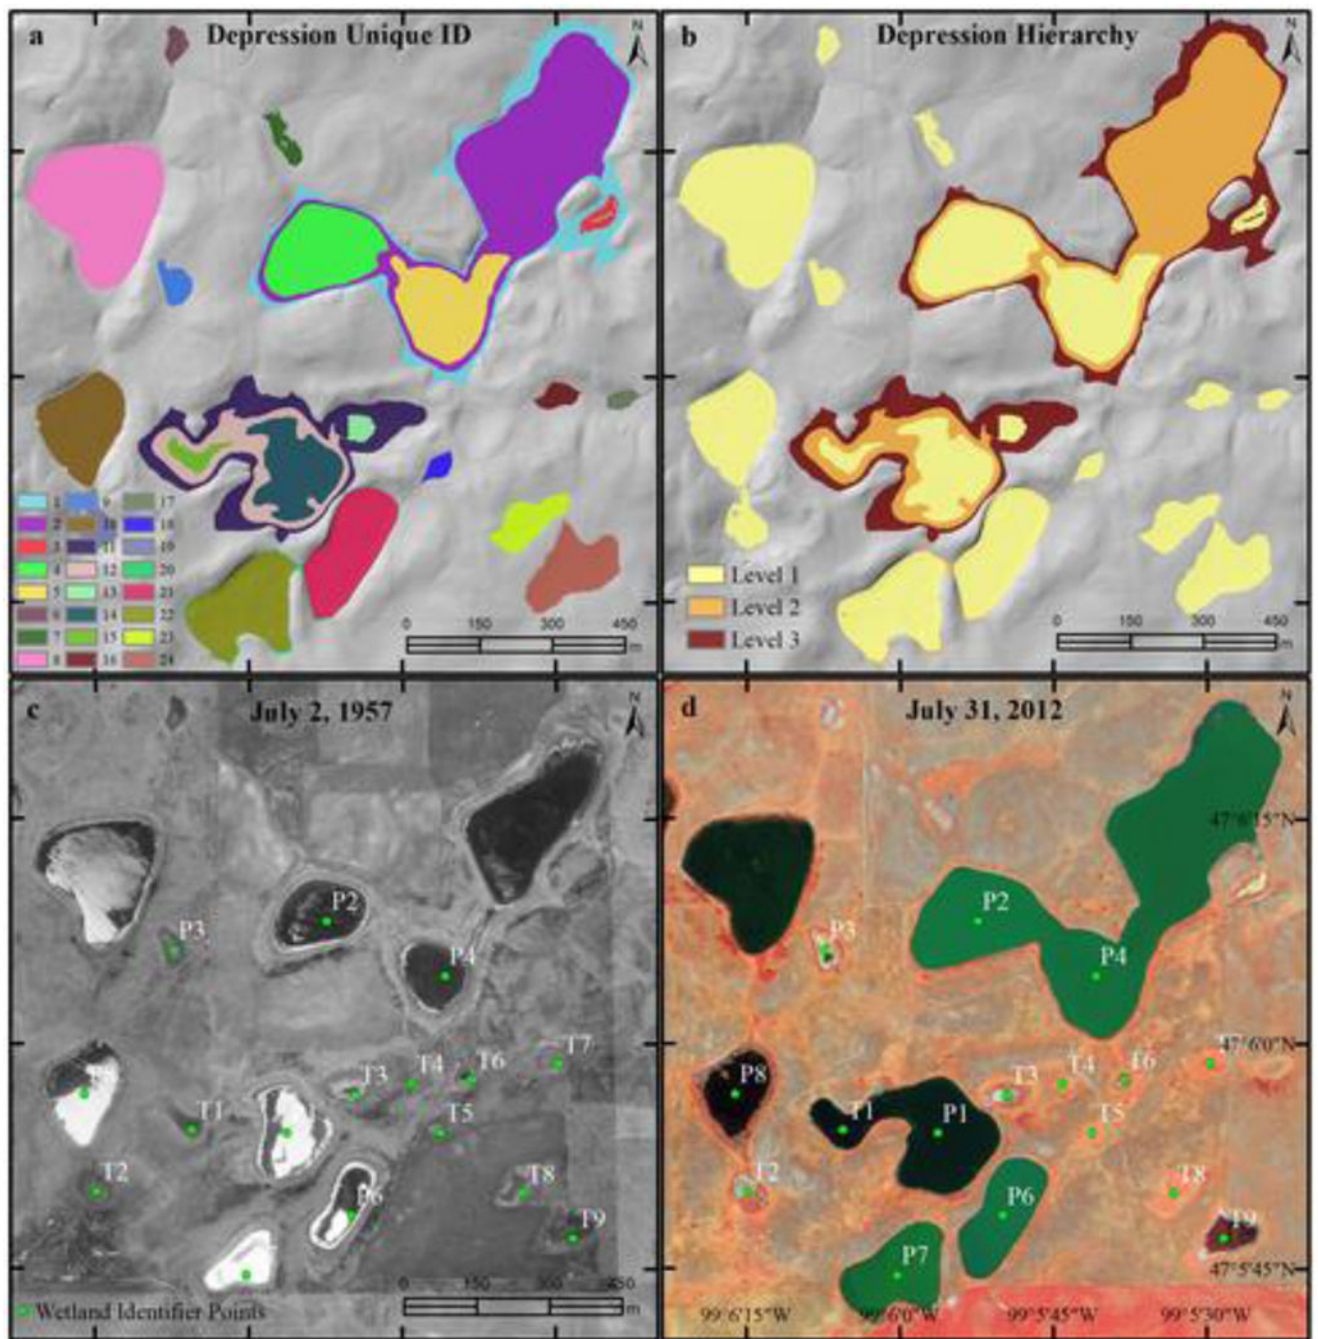 a Depression Unique ID N
1 9 17
2 10 18
3 11 19
4 12 20
5 13 21
6 14 22
7 15 23
8 16 24
0 150 300 450
m
b Depression Hierarchy N
Level 1
Level 2
Level 3
0 150 300 450
m
c July 2, 1957 N
P2
P3
P4
T3 T4 T6 T7
T1 T5
T2 P6 T8
T9
0 150 300 450
m
Wetland Identifier Points
d July 31, 2012 N
47°6'15"N
P2
P3 P4
47°6'0"N
P8 T3 T4 T6
T1 P1 T5
T2 P6 T8
T9
P7 47°5'45"N
99°6'15"W 99°6'0"W 99°5'45"W 99°5'30"W